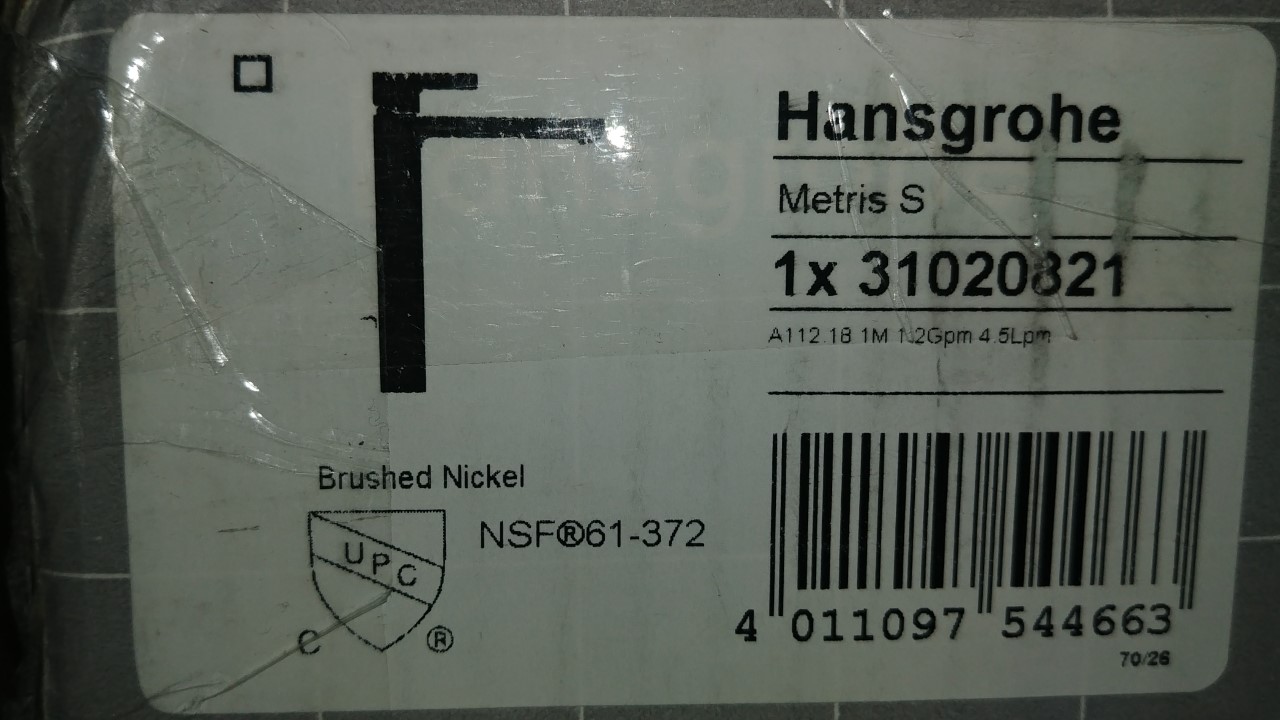 Hansgrohe
Metris S
1x 31020821
A112.18 1M 1.2Gpm 4.5Lpm
Brushed Nickel
NSF®61-372
UPC
C ®
4 011097 544663
70/26